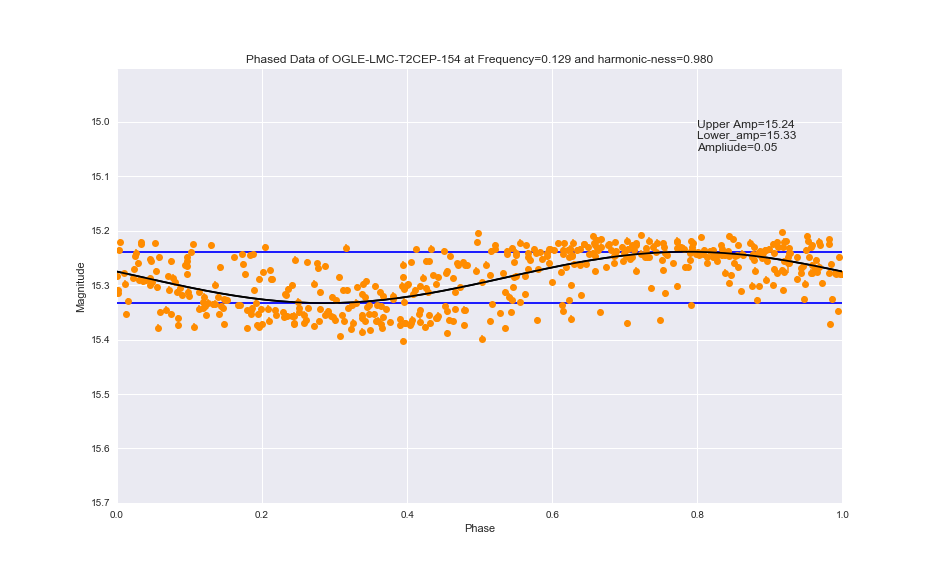 Phased Data of OGLE-LMC-T2CEP-154 at Frequency=0.129 and harmonic-ness=0.980
Upper Amp=15.24
Lower_amp=15.33
Ampliude=0.05
Magnitude
15.0
15.1
15.2
15.3
15.4
15.5
15.6
15.7
0.0 0.2 0.4 0.6 0.8 1.0
Phase